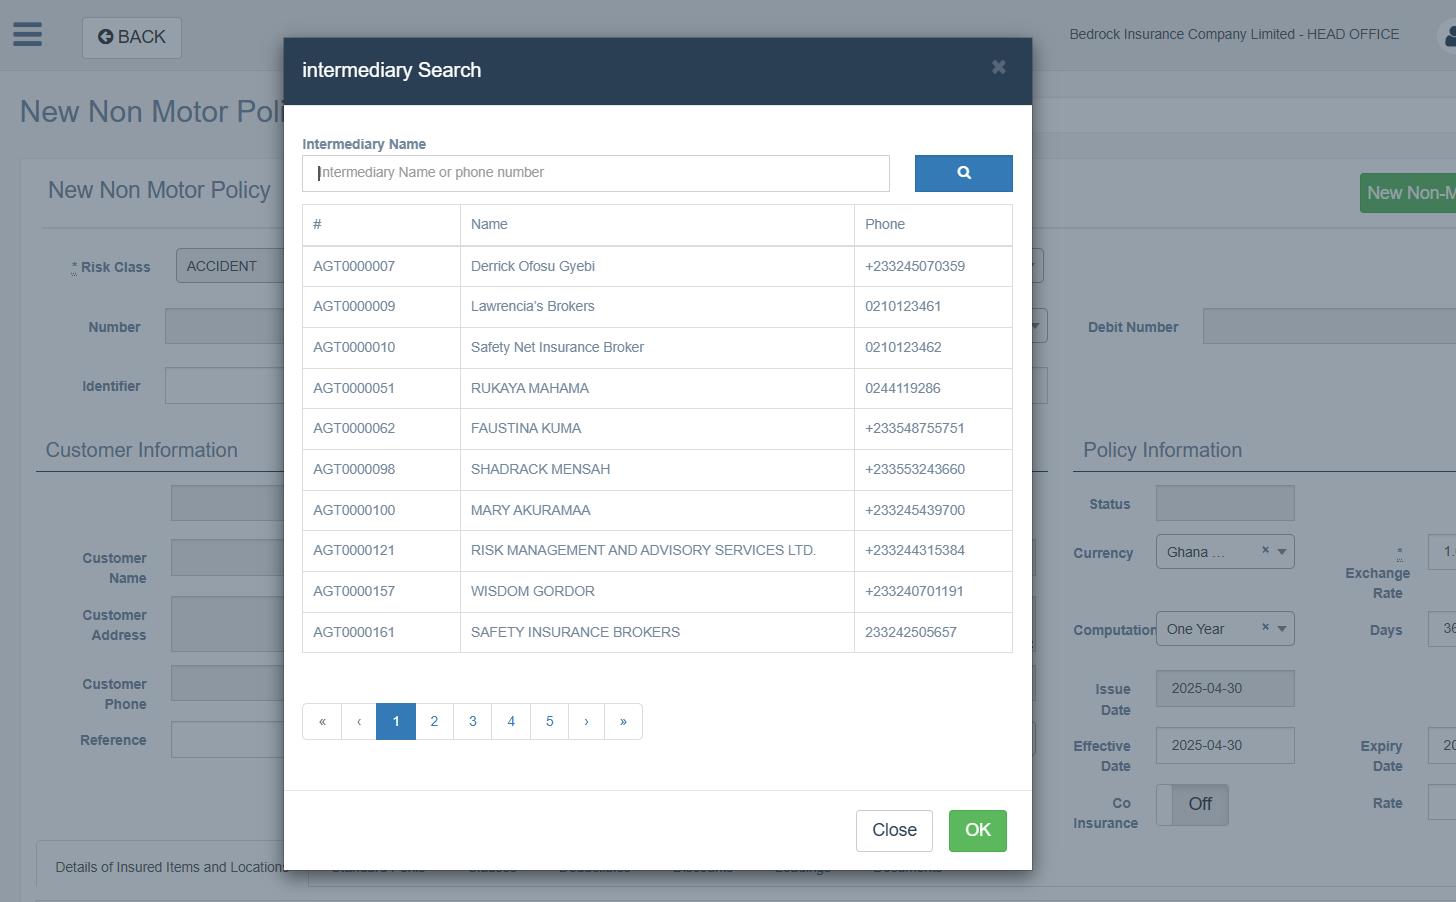 BACK
Bedrock Insurance Company Limited - HEAD OFFICE
intermediary Search
New Non Motor Poli
Intermediary Name
Intermediary Name or phone number
New Non Motor Policy
New Non-M
# Name Phone
* Risk Class ACCIDENT
AGT0000007 Derrick Ofosu Gyebi +233245070359
AGT0000009 Lawrencia's Brokers 0210123461
Number
Debit Number
AGT0000010 Safety Net Insurance Broker 0210123462
Identifier
AGT0000051 RUKAYA MAHAMA 0244119286
AGT0000062 FAUSTINA KUMA +233548755751
Customer Information
Policy Information
AGT0000098 SHADRACK MENSAH +233553243660
Status
AGT0000100 MARY AKURAMAA +233245439700
AGT0000121 RISK MANAGEMENT AND ADVISORY SERVICES LTD. +233244315384
Customer Name
Currency Ghana ... × * Exchange Rate 1.
AGT0000157 WISDOM GORDOR +233240701191
Customer Address
Computation One Year × Days 36
AGT0000161 SAFETY INSURANCE BROKERS 233242505657
Customer Phone
Issue Date 2025-04-30
« ‹ 1 2 3 4 5 › »
Reference
Effective Date 2025-04-30 Expiry Date 20
Co Insurance Off Rate
Close OK
Details of Insured Items and Locations